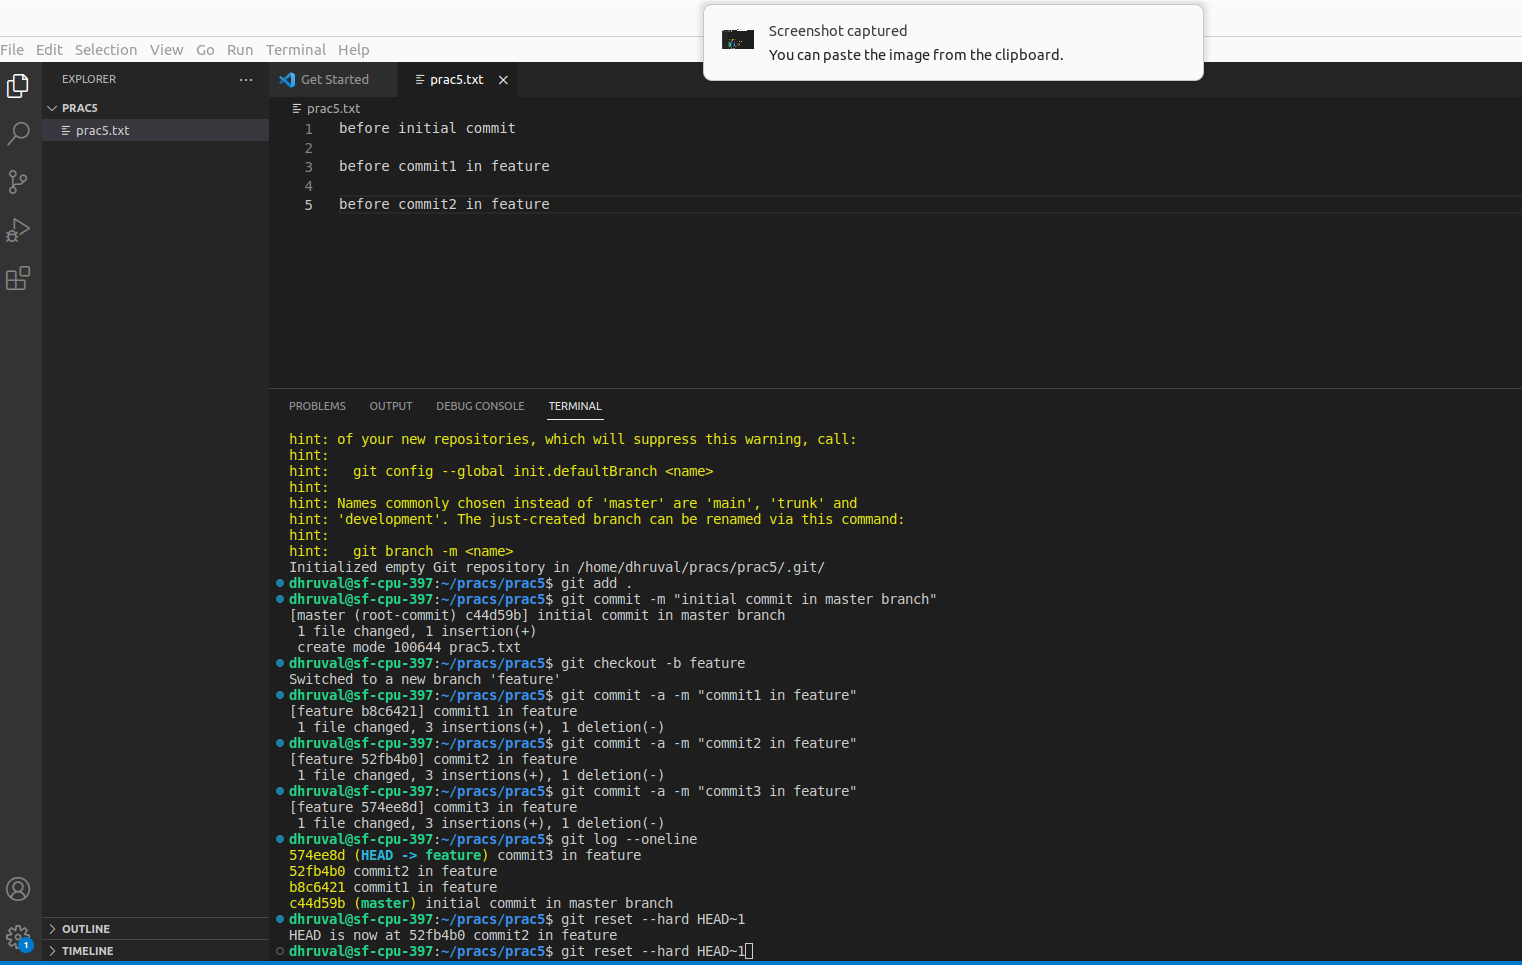 Screenshot captured
You can paste the image from the clipboard.
File Edit Selection View Go Run Terminal Help
EXPLORER ···
Get Started
prac5.txt
PRAC5
prac5.txt
prac5.txt
1 before initial commit
2
3 before commit1 in feature
4
5 before commit2 in feature
PROBLEMS OUTPUT DEBUG CONSOLE TERMINAL
hint: of your new repositories, which will suppress this warning, call:
hint:
hint:   git config --global init.defaultBranch <name>
hint:
hint: Names commonly chosen instead of 'master' are 'main', 'trunk' and
hint: 'development'. The just-created branch can be renamed via this command:
hint:
hint:   git branch -m <name>
Initialized empty Git repository in /home/dhruval/pracs/prac5/.git/
dhruval@sf-cpu-397:~/pracs/prac5$ git add .
dhruval@sf-cpu-397:~/pracs/prac5$ git commit -m "initial commit in master branch"
[master (root-commit) c44d59b] initial commit in master branch
 1 file changed, 1 insertion(+)
 create mode 100644 prac5.txt
dhruval@sf-cpu-397:~/pracs/prac5$ git checkout -b feature
Switched to a new branch 'feature'
dhruval@sf-cpu-397:~/pracs/prac5$ git commit -a -m "commit1 in feature"
[feature b8c6421] commit1 in feature
 1 file changed, 3 insertions(+), 1 deletion(-)
dhruval@sf-cpu-397:~/pracs/prac5$ git commit -a -m "commit2 in feature"
[feature 52fb4b0] commit2 in feature
 1 file changed, 3 insertions(+), 1 deletion(-)
dhruval@sf-cpu-397:~/pracs/prac5$ git commit -a -m "commit3 in feature"
[feature 574ee8d] commit3 in feature
 1 file changed, 3 insertions(+), 1 deletion(-)
dhruval@sf-cpu-397:~/pracs/prac5$ git log --oneline
574ee8d (HEAD -> feature) commit3 in feature
52fb4b0 commit2 in feature
b8c6421 commit1 in feature
c44d59b (master) initial commit in master branch
dhruval@sf-cpu-397:~/pracs/prac5$ git reset --hard HEAD~1
HEAD is now at 52fb4b0 commit2 in feature
dhruval@sf-cpu-397:~/pracs/prac5$ git reset --hard HEAD~1
OUTLINE
1
TIMELINE